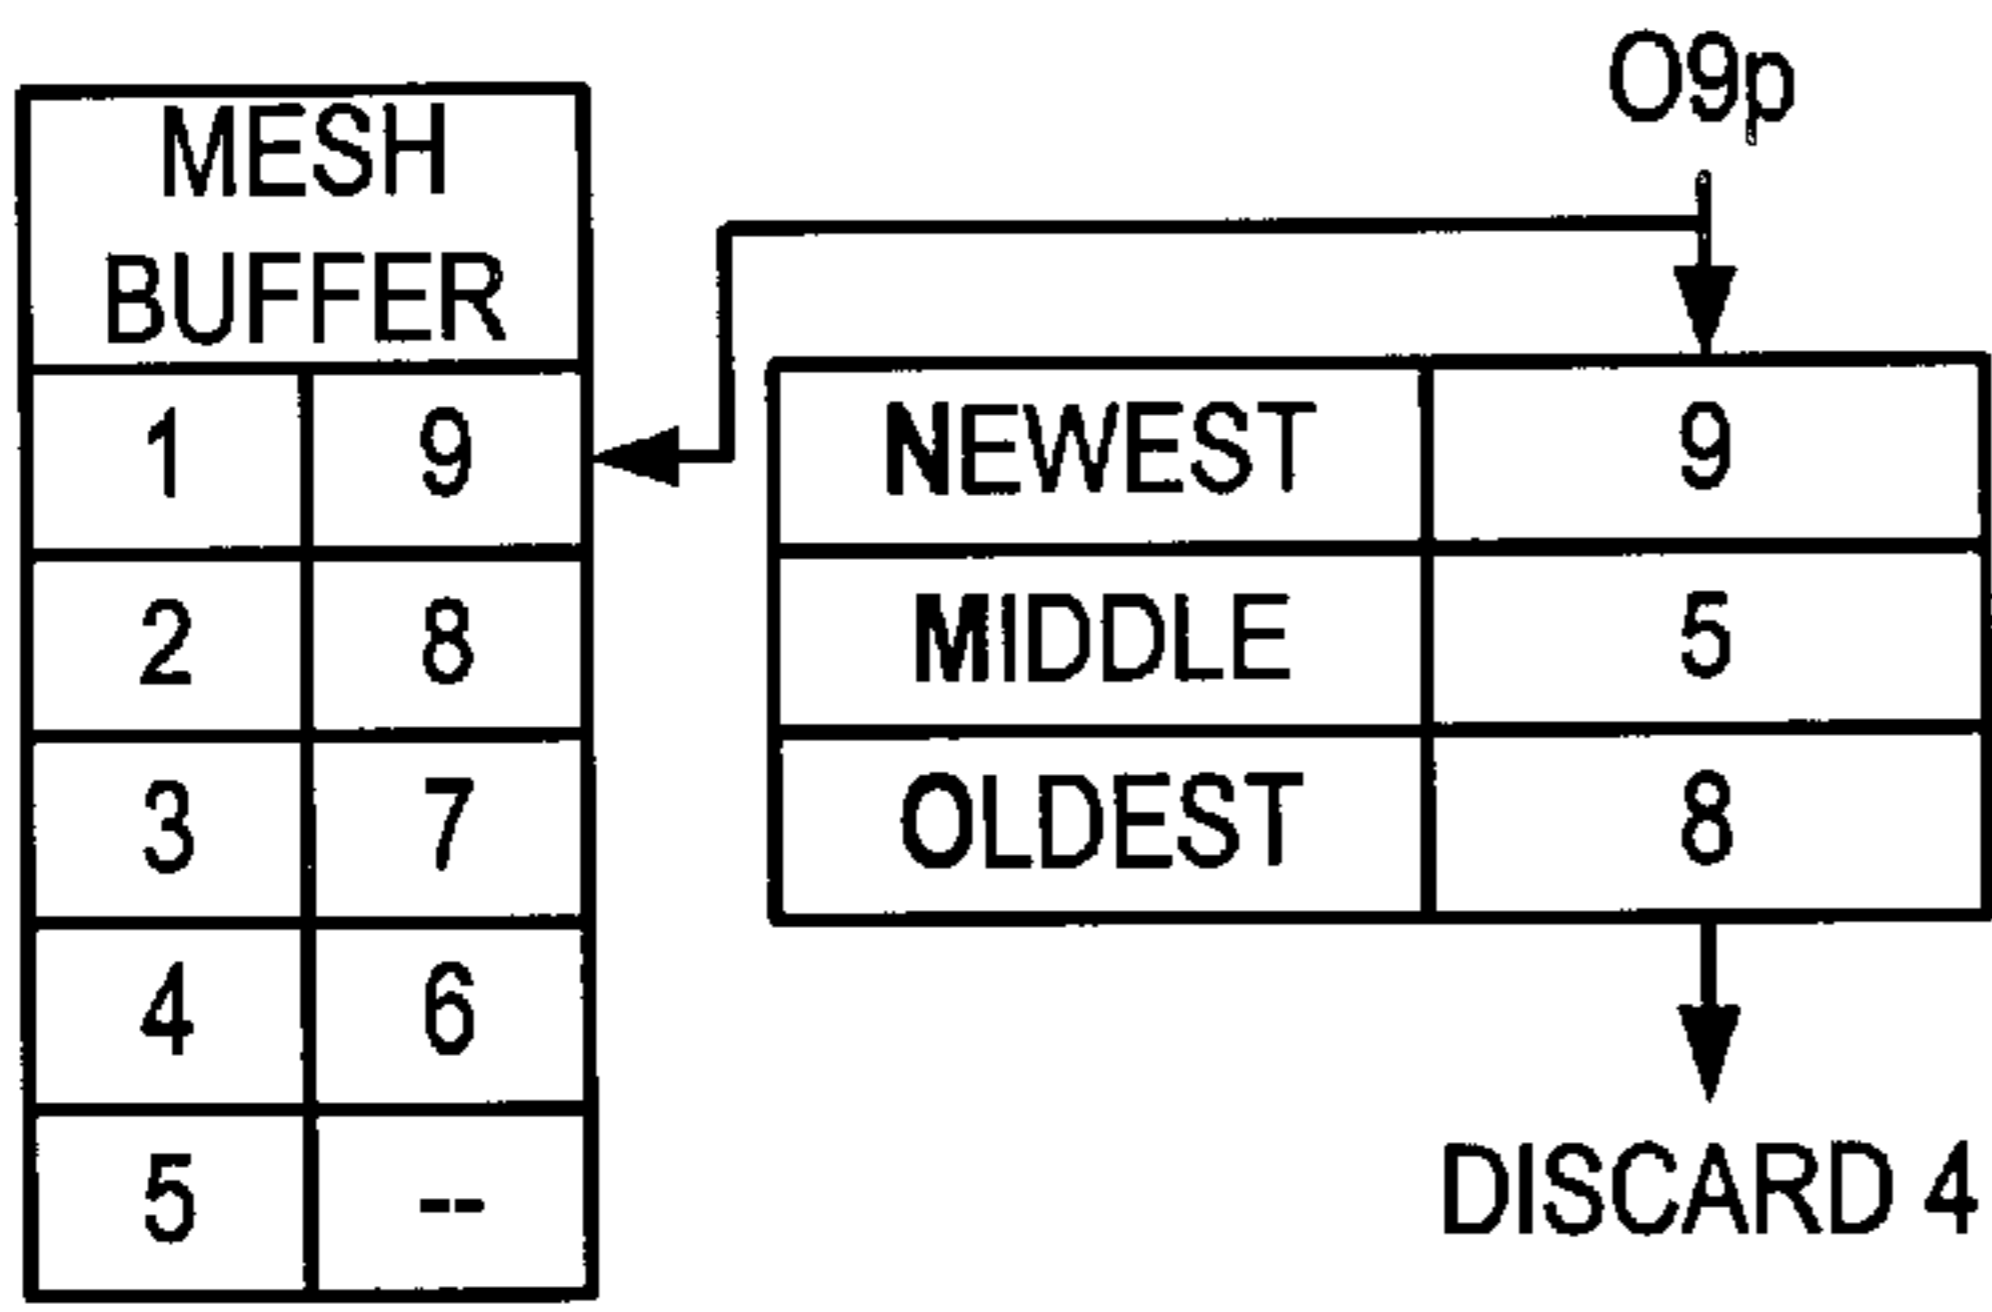 MESH
BUFFER
1 9
2 8
3 7
4 6
5 --
O9p
NEWEST 9
MIDDLE 5
OLDEST 8
DISCARD 4